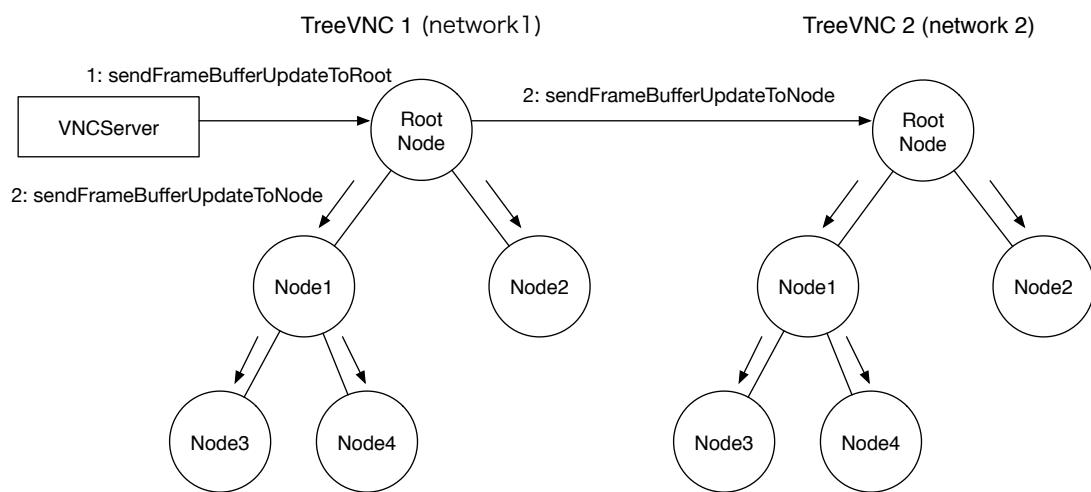 TreeVNC 1 (network1)
TreeVNC 2 (network 2)
1: sendFrameBufferUpdateToRoot
2: sendFrameBufferUpdateToNode
VNCServer
Root
Node
Root
Node
2: sendFrameBufferUpdateToNode
Node1
Node2
Node1
Node2
Node3
Node4
Node3
Node4